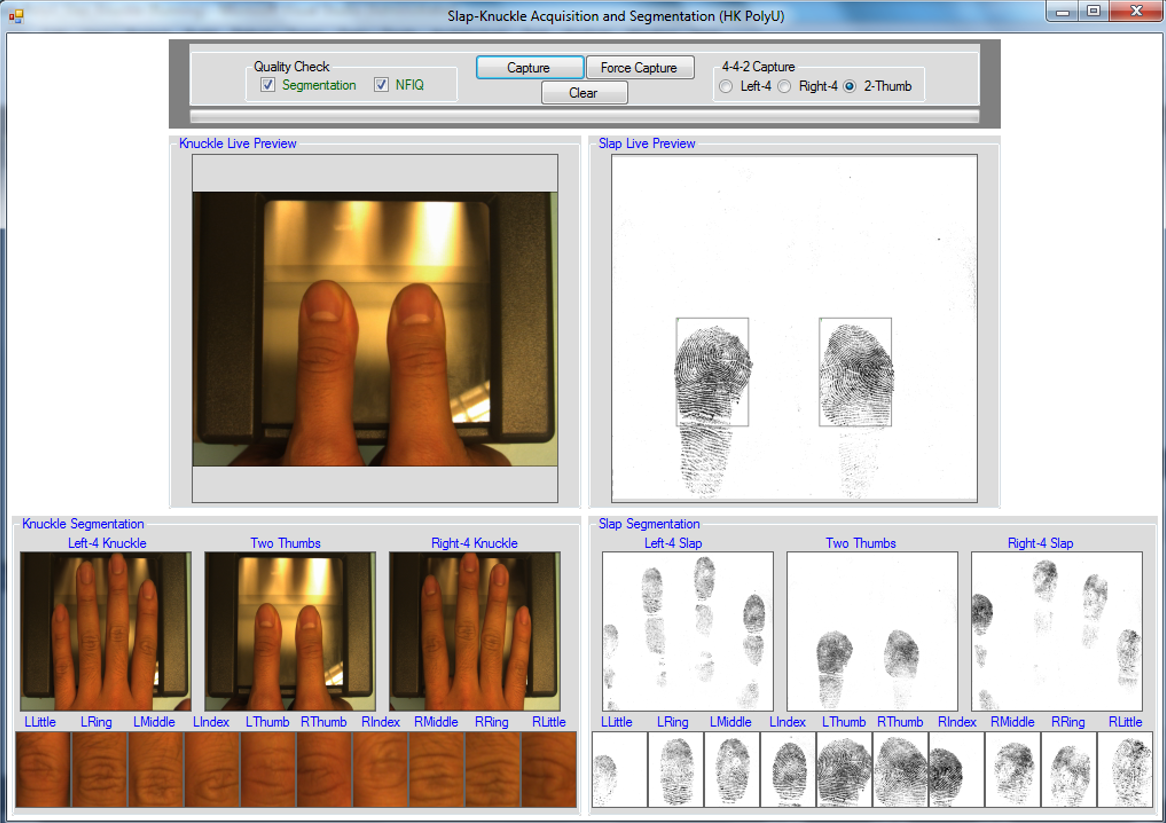 Slap-Knuckle Acquisition and Segmentation (HK PolyU)
Quality Check
Segmentation NFIQ
Capture Force Capture
Clear
4-4-2 Capture
Left-4 Right-4 2-Thumb
Knuckle Live Preview
Slap Live Preview
Knuckle Segmentation
Left-4 Knuckle Two Thumbs Right-4 Knuckle
LLittle LRing LMiddle LIndex LThumb RThumb RIndex RMiddle RRing RLittle
Slap Segmentation
Left-4 Slap Two Thumbs Right-4 Slap
LLittle LRing LMiddle LIndex LThumb RThumb RIndex RMiddle RRing RLittle